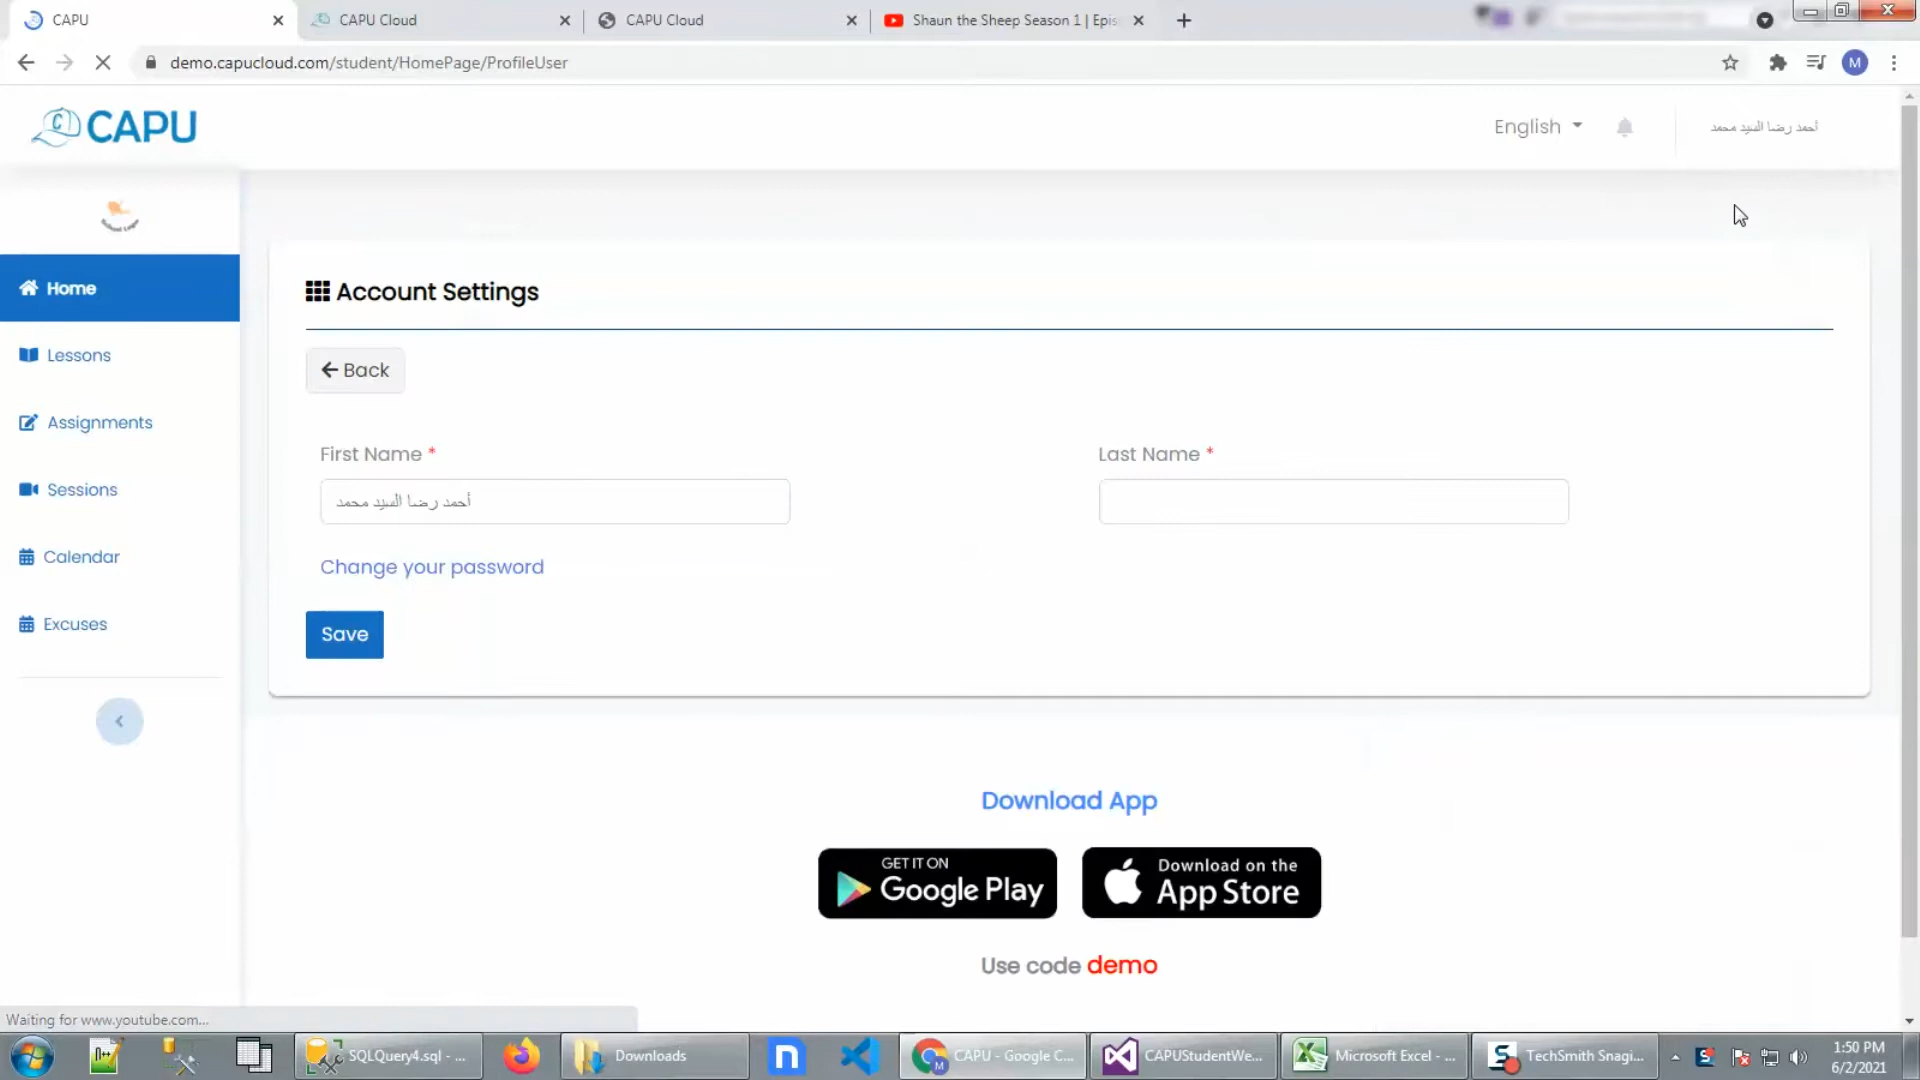 CAPU
CAPU Cloud
CAPU Cloud
Shaun the Sheep Season 1 | Epis
demo.capucloud.com/student/HomePage/ProfileUser
M
CAPU
English
أحمد رضا السيد محمد
Home
Lessons
Assignments
Sessions
Calendar
Excuses
Account Settings
Back
First Name *
Last Name *
أحمد رضا السيد محمد
Change your password
Save
Download App
GET IT ON
Google Play
Download on the
App Store
Use code demo
Waiting for www.youtube.com...
SQLQuery4.sql - ...
Downloads
CAPU - Google C...
CAPUStudentWe...
Microsoft Excel - ...
TechSmith Snagi...
1:50 PM
6/2/2021